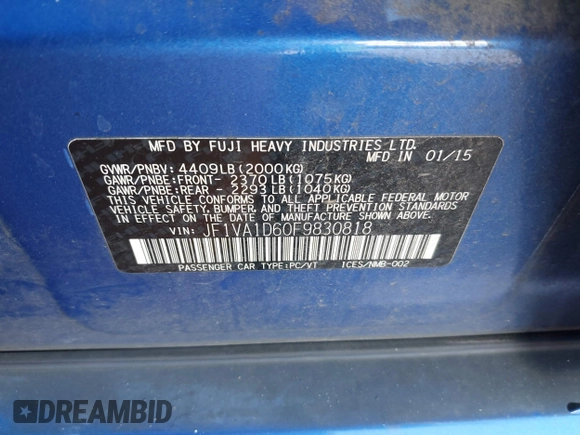 MFD BY FUJI HEAVY INDUSTRIES LTD.
MFD IN 01/15
GVWR/PNBV: 4409LB(2000KG)
GAWR/PNBE:FRONT- 2370LB(1075KG)
GAWR/PNBE:REAR - 2293LB(1040KG)
THIS VEHICLE CONFORMS TO ALL APPLICABLE FEDERAL MOTOR
VEHICLE SAFETY, BUMPER, AND THEFT PREVENTION STANDARDS
IN EFFECT ON THE DATE OF MANUFACTURE SHOWN ABOVE.
VIN: JF1VA1D60F9830818
PASSENGER CAR TYPE:PC/VT ICES/NMB-002
DREAMBID